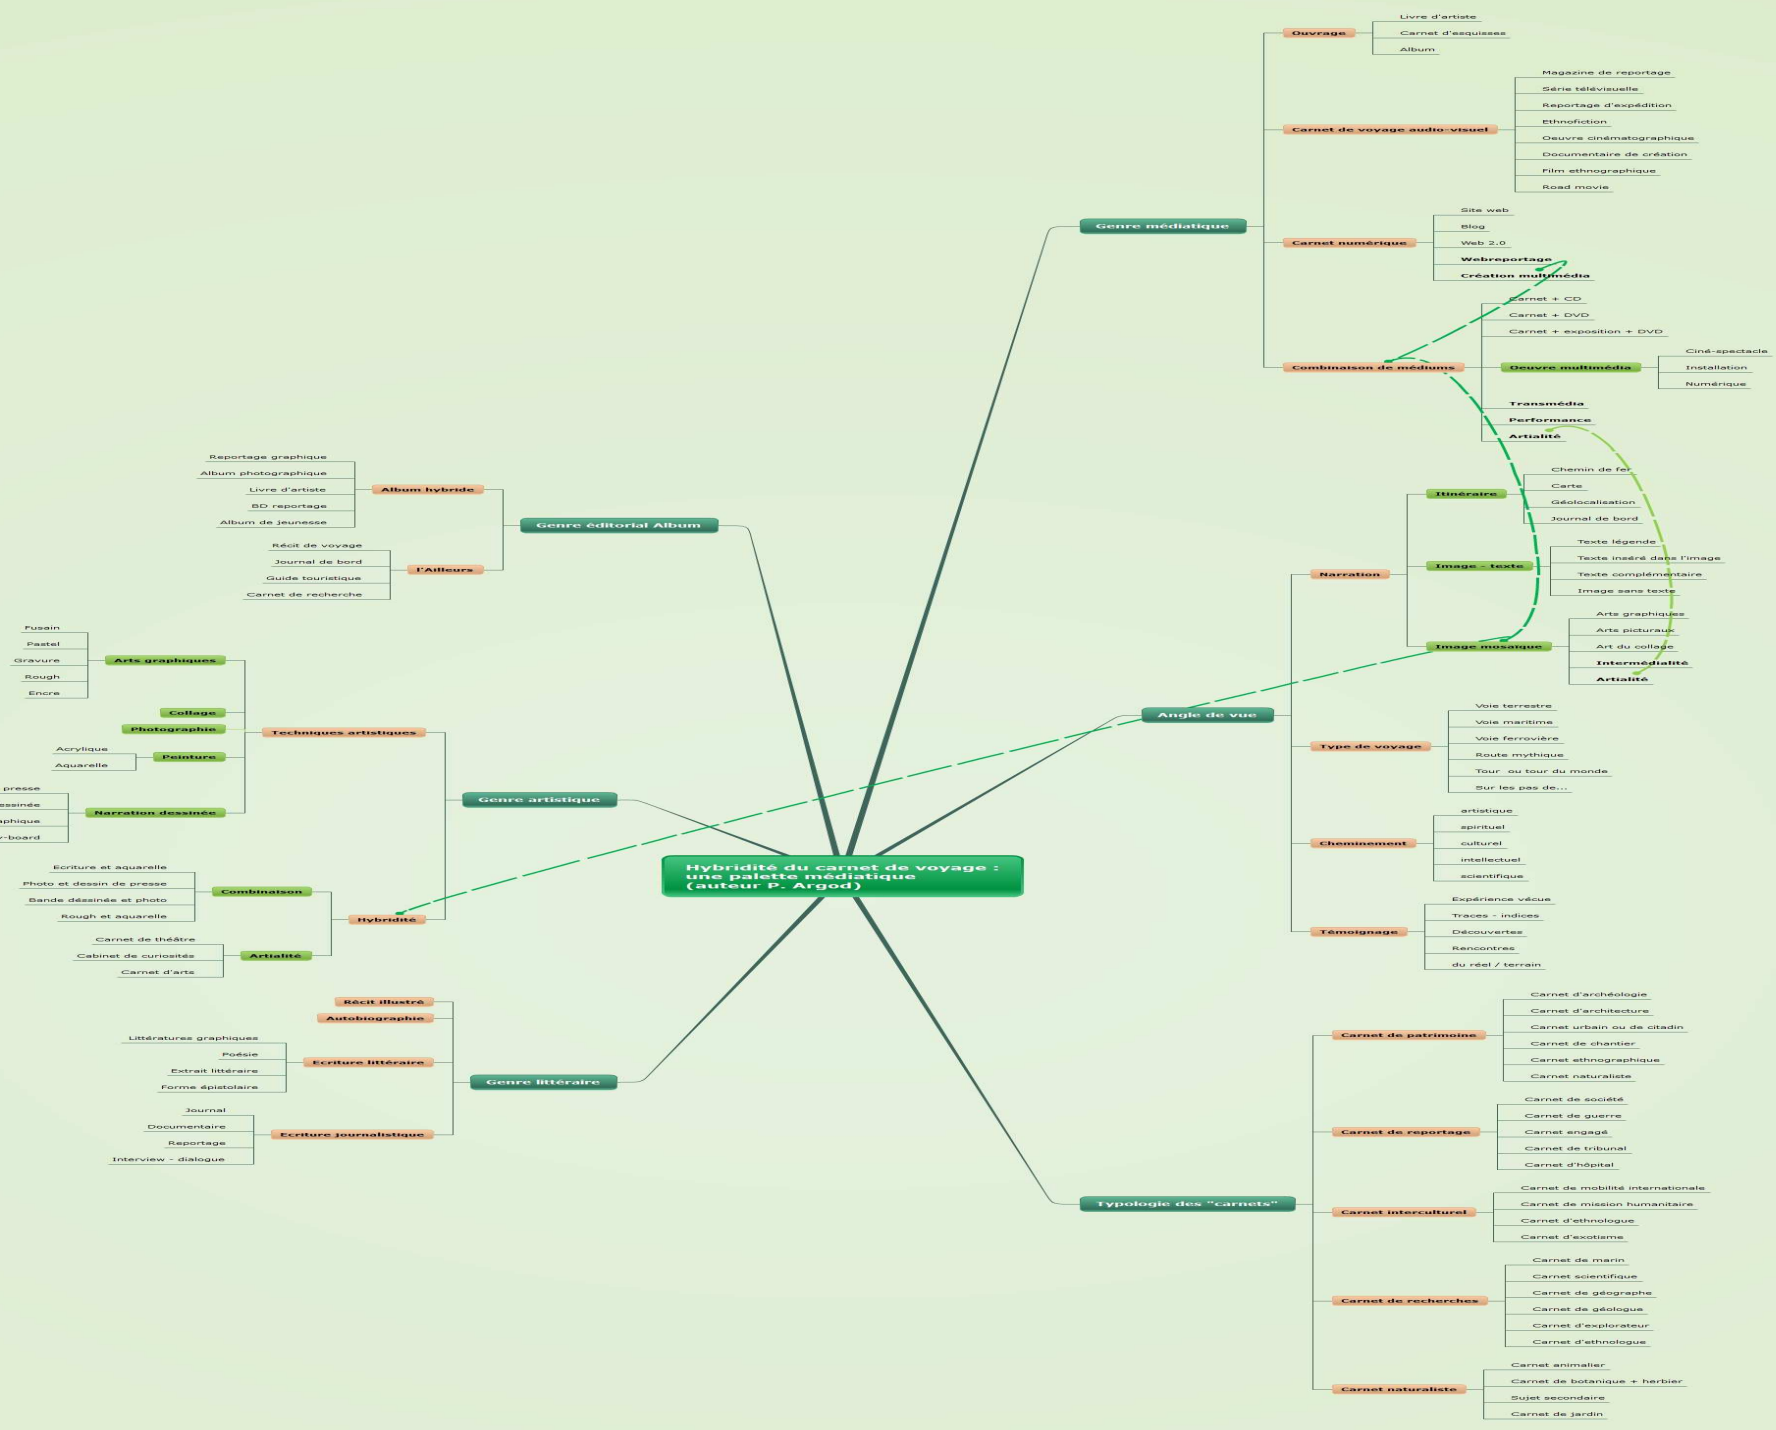 Hybridité du carnet de voyage :
une palette médiatique
(auteur P. Argod)
Genre médiatique
Ouvrage
Livre d'artiste
Carnet d'esquisses
Album
Carnet de voyage audio-visuel
Magazine de reportage
Série télévisuelle
Reportage d'expédition
Ethnofiction
Oeuvre cinématographique
Documentaire de création
Film ethnographique
Road movie
Carnet numérique
Site web
Blog
Web 2.0
Webreportage
Création multimédia
Combinaison de médiums
Carnet + CD
Carnet + DVD
Carnet + exposition + DVD
Oeuvre multimédia
Ciné-spectacle
Installation
Numérique
Transmédia
Performance
Artialité
Angle de vue
Narration
Itinéraire
Chemin de fer
Carte
Géolocalisation
Journal de bord
Image - texte
Texte légende
Texte inséré dans l'image
Texte complémentaire
Image sans texte
Image mosaïque
Arts graphiques
Arts picturaux
Art du collage
Intermédialité
Artialité
Type de voyage
Voie terrestre
Voie maritime
Voie ferrovière
Route mythique
Tour ou tour du monde
Sur les pas de...
Cheminement
artistique
spirituel
culturel
intellectuel
scientifique
Témoignage
Expérience vécue
Traces - indices
Découvertes
Rencontres
du réel / terrain
Typologie des "carnets"
Carnet de patrimoine
Carnet d'archéologie
Carnet d'architecture
Carnet urbain ou de citadin
Carnet de chantier
Carnet ethnographique
Carnet naturaliste
Carnet de reportage
Carnet de société
Carnet de guerre
Carnet engagé
Carnet de tribunal
Carnet d'hôpital
Carnet interculturel
Carnet de mobilité internationale
Carnet de mission humanitaire
Carnet d'ethnologue
Carnet d'exotisme
Carnet de recherches
Carnet de marin
Carnet scientifique
Carnet de géographe
Carnet de géologue
Carnet d'explorateur
Carnet d'ethnologue
Carnet naturaliste
Carnet animalier
Carnet de botanique + herbier
Sujet secondaire
Carnet de jardin
Genre éditorial Album
Album hybride
Reportage graphique
Album photographique
Livre d'artiste
BD reportage
Album de jeunesse
l'Ailleurs
Récit de voyage
Journal de bord
Guide touristique
Carnet de recherche
Genre artistique
Techniques artistiques
Arts graphiques
Fusain
Pastel
Gravure
Rough
Encre
Collage
Photographie
Peinture
Acrylique
Aquarelle
Narration dessinée
presse
essinée
aphique
-board
Hybridité
Combinaison
Ecriture et aquarelle
Photo et dessin de presse
Bande déssinée et photo
Rough et aquarelle
Artialité
Carnet de théâtre
Cabinet de curiosités
Carnet d'arts
Genre littéraire
Récit illustré
Autobiographie
Ecriture littéraire
Littératures graphiques
Poésie
Extrait littéraire
Forme épistolaire
Ecriture journalistique
Journal
Documentaire
Reportage
Interview - dialogue